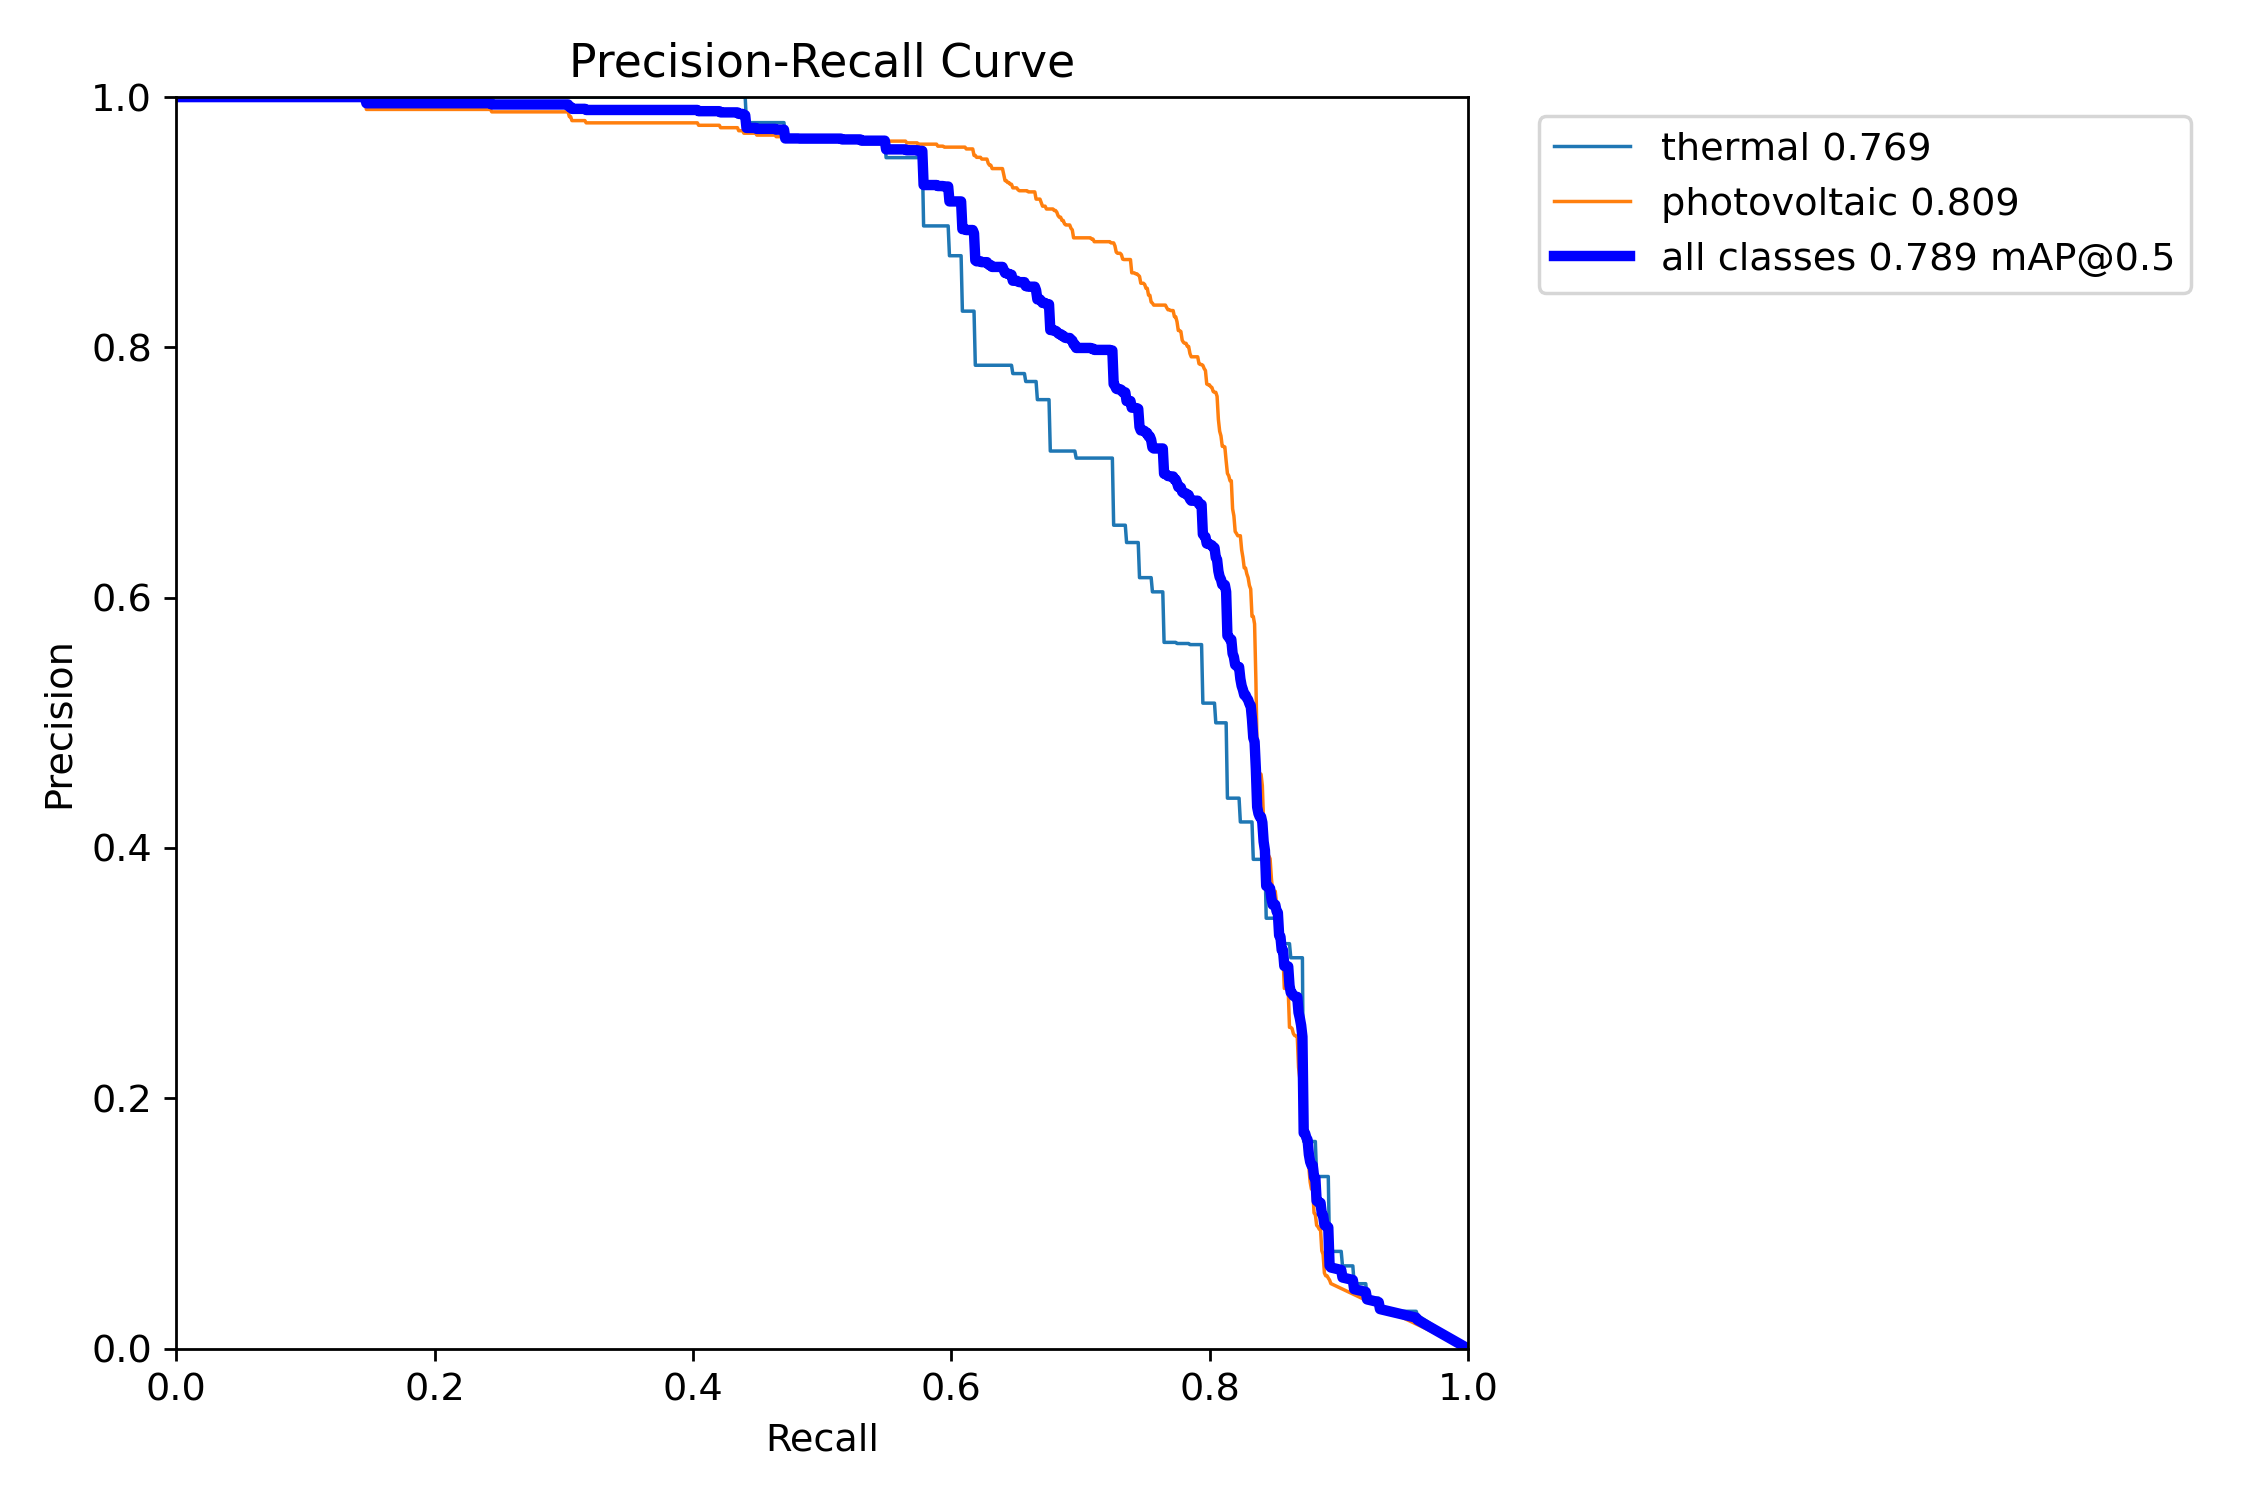 Precision-Recall Curve
1.0
0.8
0.6
0.4
0.2
0.0
Precision
0.0 0.2 0.4 0.6 0.8 1.0
Recall
thermal 0.769
photovoltaic 0.809
all classes 0.789 mAP@0.5